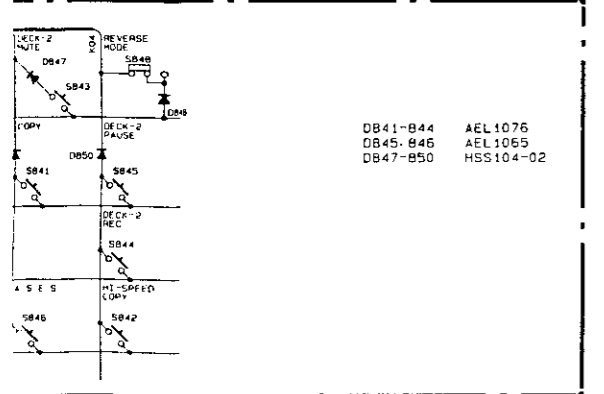 DECK-2
MUTE
K04
REVERSE
MODE
D847
S843
S848
D848
COPY
DECK-2
PAUSE
D850
S841
S845
DECK-2
REC
S844
A S E S
HI-SPEED
COPY
S846
S842
D841-844 AEL1076
D845,846 AEL1065
D847-850 HSS104-02